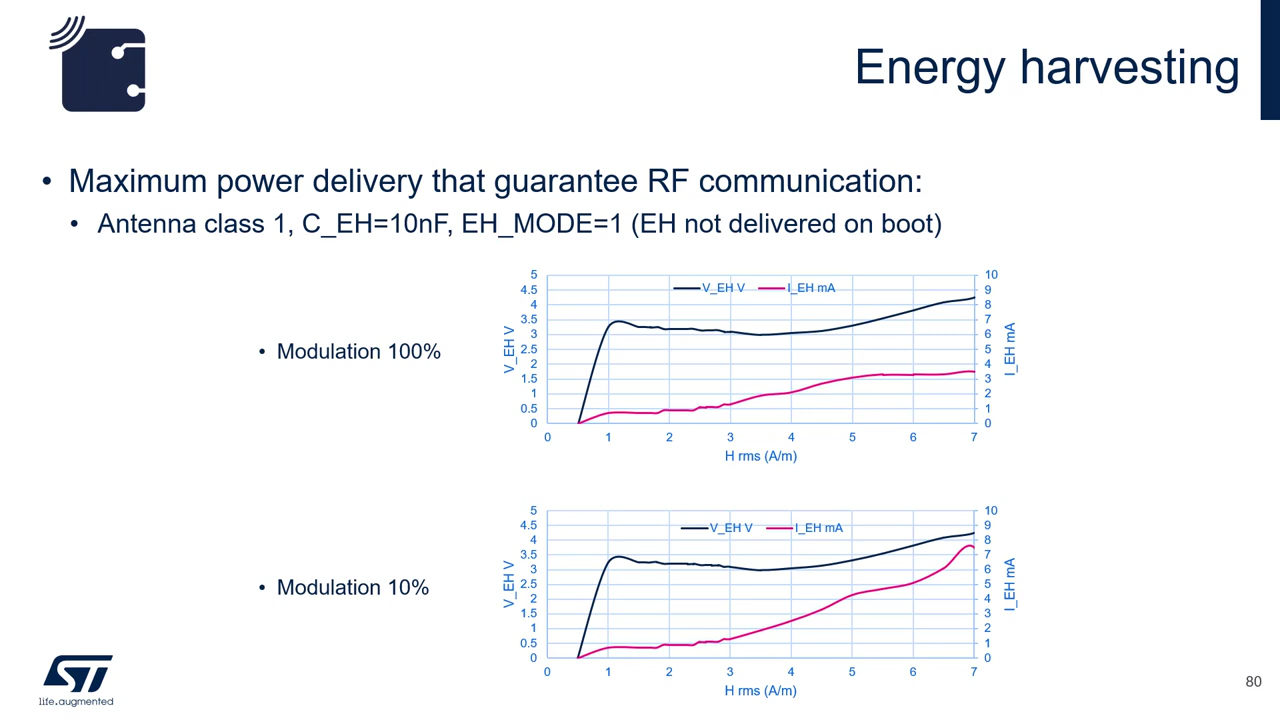 Energy harvesting
• Maximum power delivery that guarantee RF communication:
• Antenna class 1, C_EH=10nF, EH_MODE=1 (EH not delivered on boot)
• Modulation 100%
V_EH V
I_EH mA
5
4.5
4
3.5
3
2.5
2
1.5
1
0.5
0
V_EH V
10
9
8
7
6
5
4
3
2
1
0
I_EH mA
0 1 2 3 4 5 6 7
H rms (A/m)
• Modulation 10%
V_EH V
I_EH mA
5
4.5
4
3.5
3
2.5
2
1.5
1
0.5
0
V_EH V
10
9
8
7
6
5
4
3
2
1
0
I_EH mA
0 1 2 3 4 5 6 7
H rms (A/m)
ST
life.augmented
80